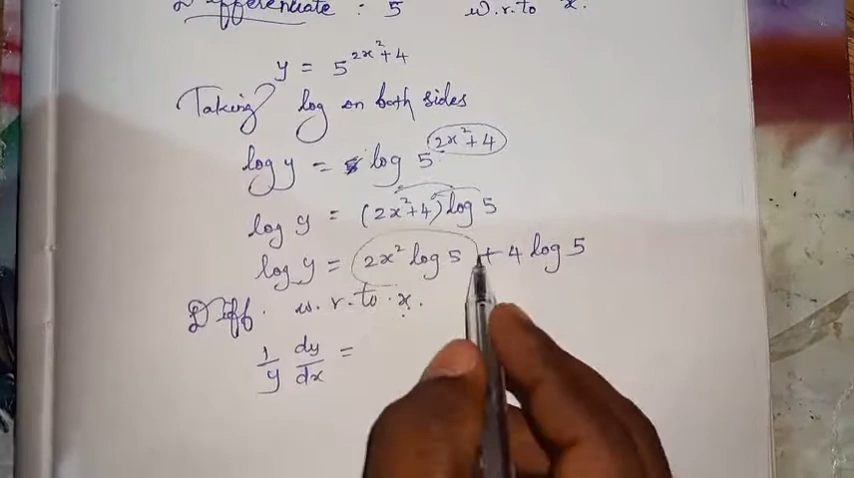 Differentiate : 5 w.r.to x.
y = 5^(2x²+4)
Taking log on both sides
log y = log 5^(2x²+4)
log y = (2x²+4) log 5
log y = 2x² log 5 + 4 log 5
Diff. w.r.to.x.
1/y dy/dx =